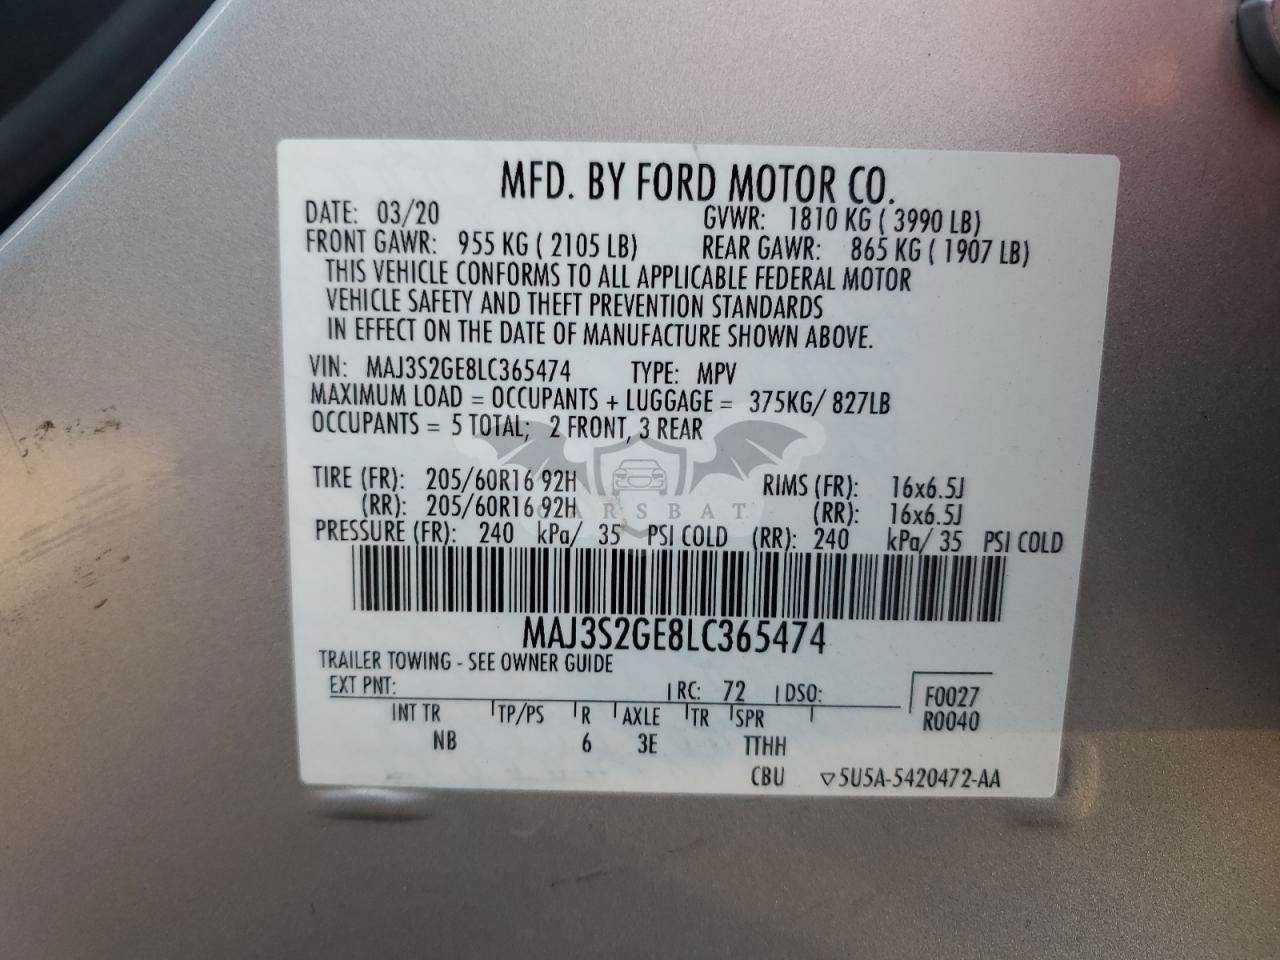 MFD. BY FORD MOTOR CO.
DATE: 03/20 GVWR: 1810 KG ( 3990 LB)
FRONT GAWR: 955 KG ( 2105 LB) REAR GAWR: 865 KG ( 1907 LB)
THIS VEHICLE CONFORMS TO ALL APPLICABLE FEDERAL MOTOR
VEHICLE SAFETY AND THEFT PREVENTION STANDARDS
IN EFFECT ON THE DATE OF MANUFACTURE SHOWN ABOVE.
VIN: MAJ3S2GE8LC365474 TYPE: MPV
MAXIMUM LOAD = OCCUPANTS + LUGGAGE = 375KG/ 827LB
OCCUPANTS = 5 TOTAL; 2 FRONT, 3 REAR
TIRE (FR): 205/60R16 92H RIMS (FR): 16x6.5J
(RR): 205/60R16 92H (RR): 16x6.5J
CARSBAT
PRESSURE (FR): 240 kPa/ 35 PSI COLD (RR): 240 kPa/ 35 PSI COLD
MAJ3S2GE8LC365474
TRAILER TOWING - SEE OWNER GUIDE
EXT PNT: RC: 72 DSO: F0027
INT TR TP/PS R AXLE TR SPR R0040
NB 6 3E TTHH
CBU ▽5U5A-5420472-AA